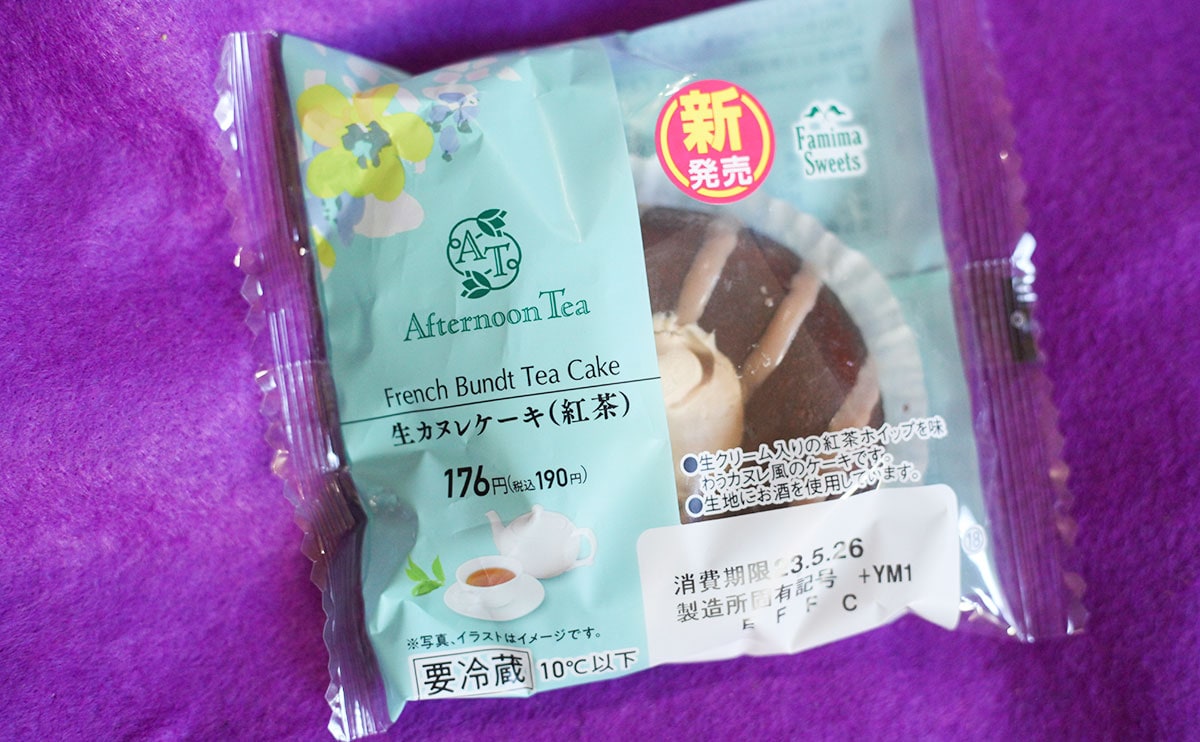 新
発売
Famima
Sweets
AT
Afternoon Tea
French Bundt Tea Cake
生カヌレケーキ(紅茶)
176円(税込190円)
●生クリーム入りの紅茶ホイップを味
わうカヌレ風のケーキです。
●生地にお酒を使用しています。
消費期限 23.5.26
製造所固有記号 +YM1
E F F C
⑱
※写真、イラストはイメージです。
要冷蔵 10℃以下